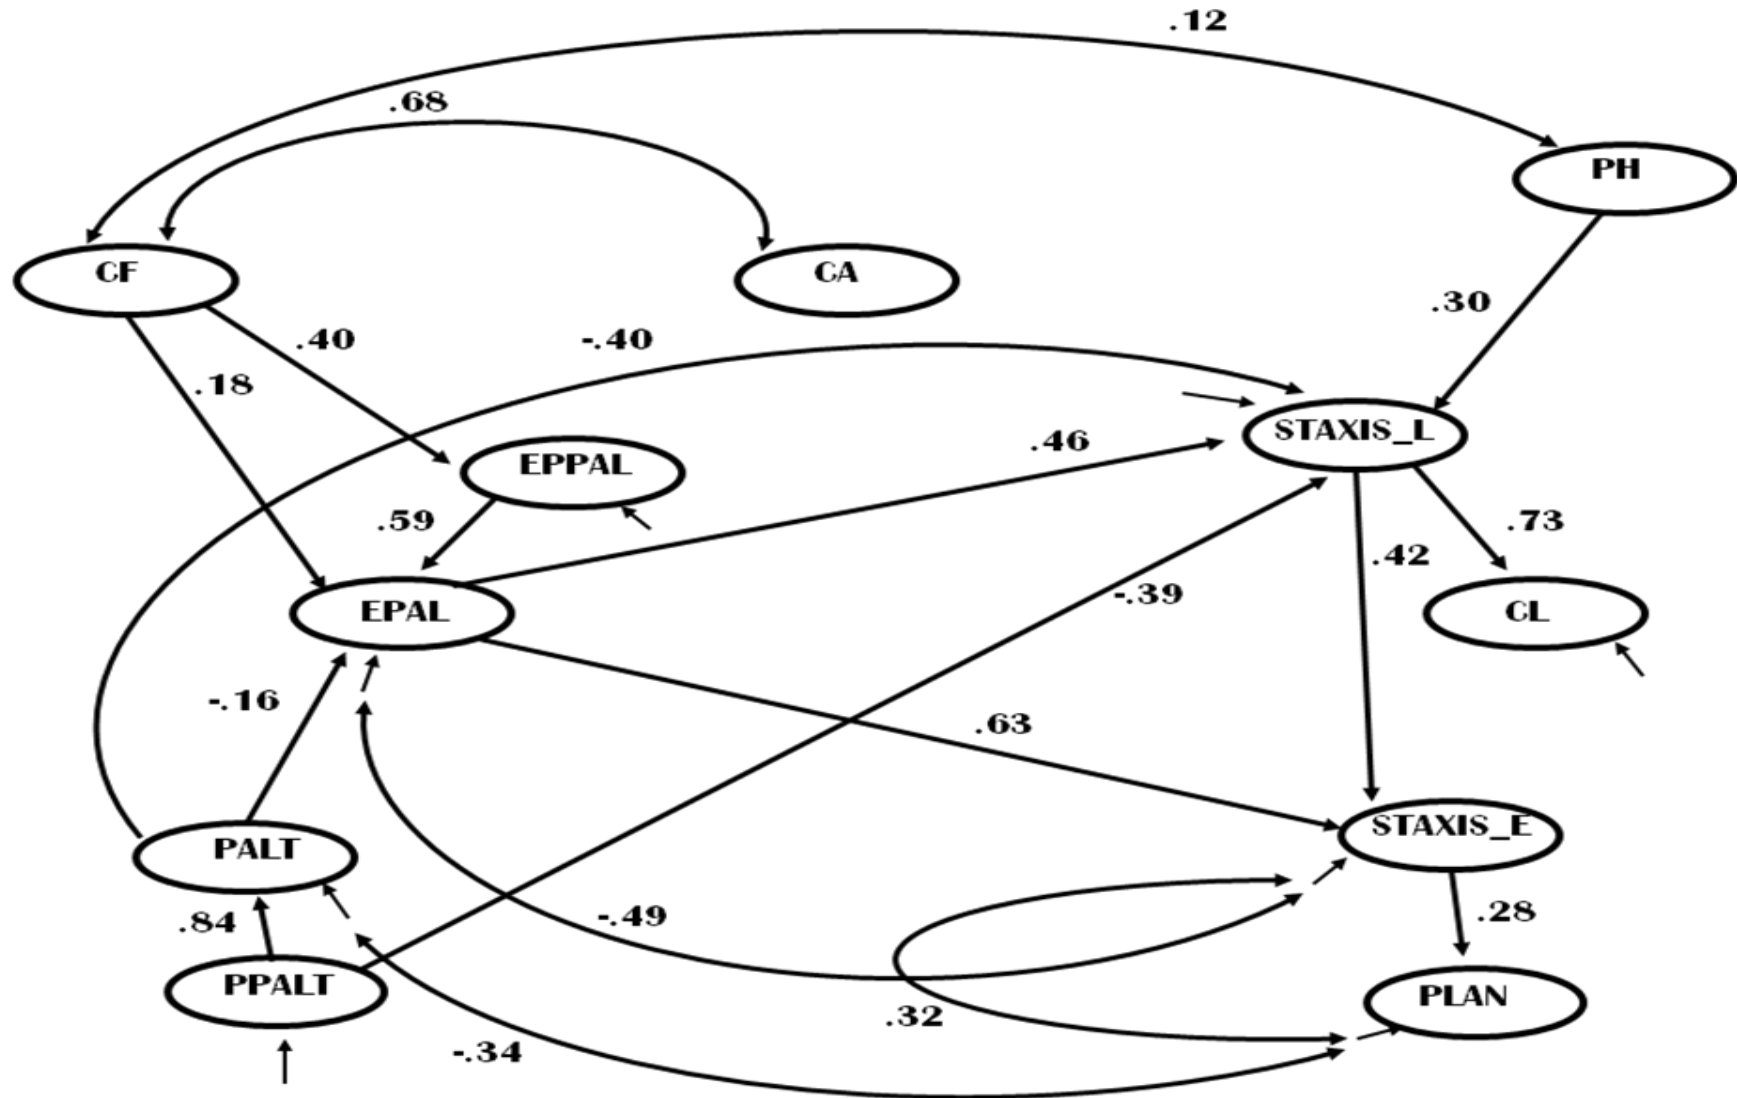 .12
.68
PH
CF
CA
.30
.40
-.40
.18
STAXIS_L
.46
EPPAL
.59
.73
.42
-.39
EPAL
CL
-.16
.63
STAXIS_E
PALT
.84
-.49
.28
PPALT
PLAN
.32
-.34